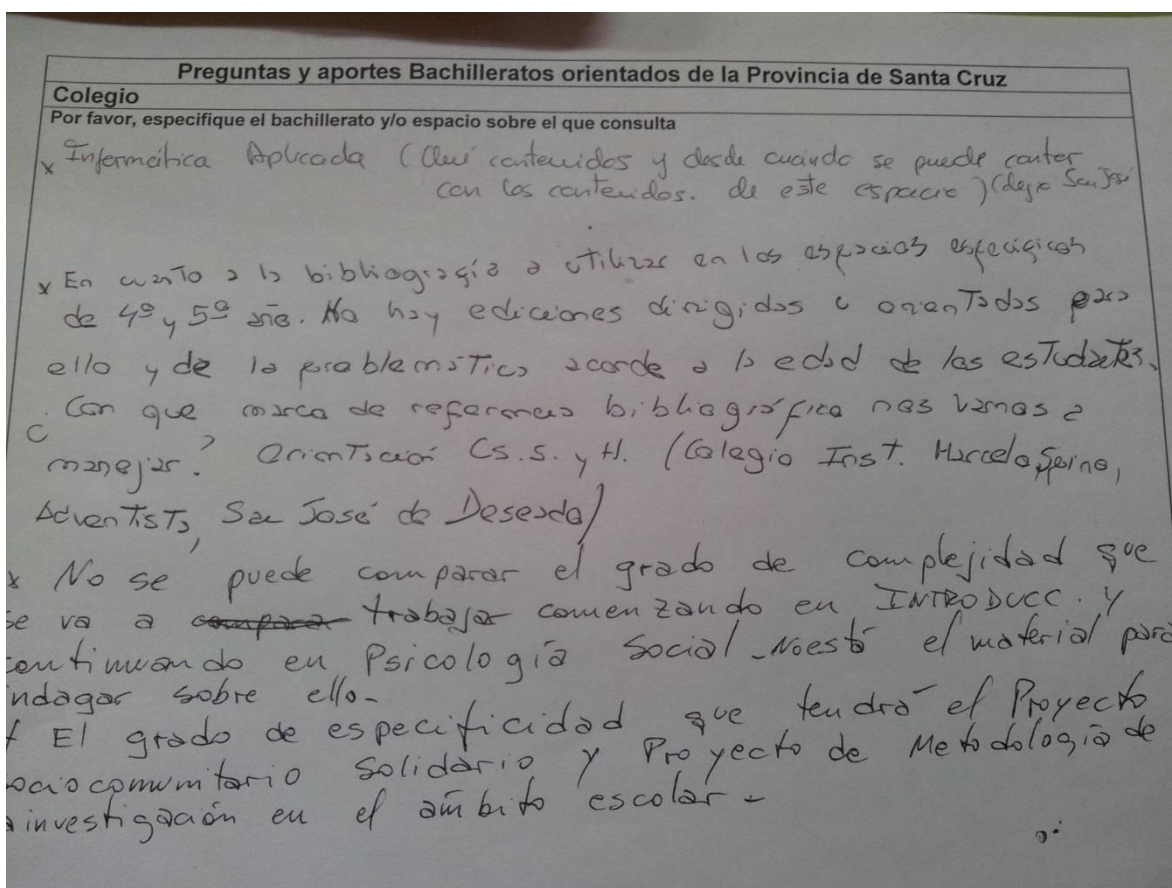 Preguntas y aportes Bachilleratos orientados de la Provincia de Santa Cruz
Colegio
Por favor, especifique el bachillerato y/o espacio sobre el que consulta
x Informática Aplicada (Qué contenidos y desde cuándo se puede contar
con los contenidos. de este espacio) San José
x En cuanto a la bibliografía a utilizar en los espacios específicos
de 4º y 5º año. No hay ediciones dirigidas u orientadas para
ello y de la problemática acorde a la edad de los estudiantes.
¿Con que marco de referencia bibliográfica nos vamos a
manejar? Orientación Cs.S. y H. (Colegio Inst. Marcelo Spinola,
Adventista, San José de Deseado)
x No se puede comparar el grado de complejidad que
se va a compara trabajar comenzando en INTRODUCC. y
continuando en Psicología Social. No está el material para
indagar sobre ello.-
x El grado de especificidad que tendrá el Proyecto
sociocomunitario Solidario y Proyecto de Metodología de
la investigación en el ámbito escolar.-